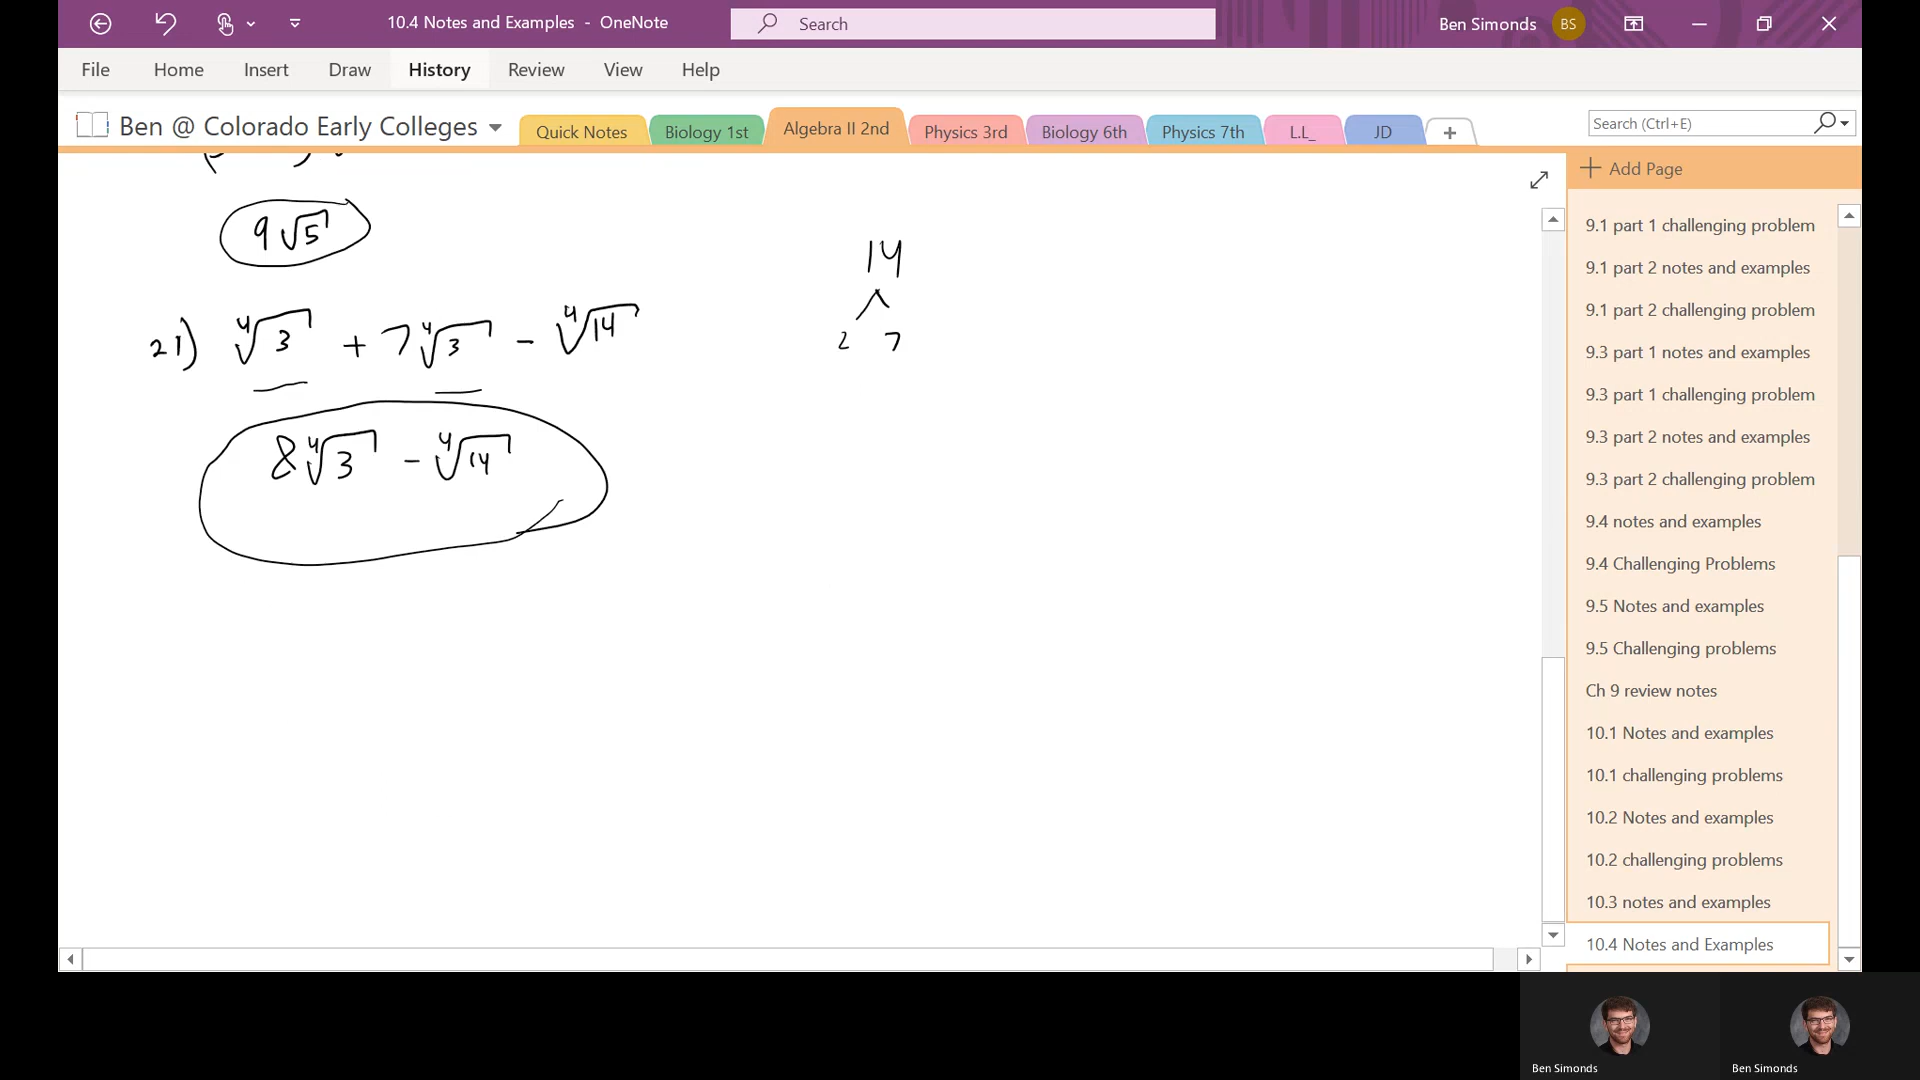 10.4 Notes and Examples - OneNote
Search
Ben Simonds BS
File Home Insert Draw History Review View Help
Ben @ Colorado Early Colleges
Quick Notes Biology 1st Algebra II 2nd Physics 3rd Biology 6th Physics 7th L.L_ JD +
Search (Ctrl+E)
Add Page
9√5
14
2 7
21) ∜3 + 7∜3 - ∜14
8∜3 - ∜14
9.1 part 1 challenging problem
9.1 part 2 notes and examples
9.1 part 2 challenging problem
9.3 part 1 notes and examples
9.3 part 1 challenging problem
9.3 part 2 notes and examples
9.3 part 2 challenging problem
9.4 notes and examples
9.4 Challenging Problems
9.5 Notes and examples
9.5 Challenging problems
Ch 9 review notes
10.1 Notes and examples
10.1 challenging problems
10.2 Notes and examples
10.2 challenging problems
10.3 notes and examples
10.4 Notes and Examples
Ben Simonds
Ben Simonds